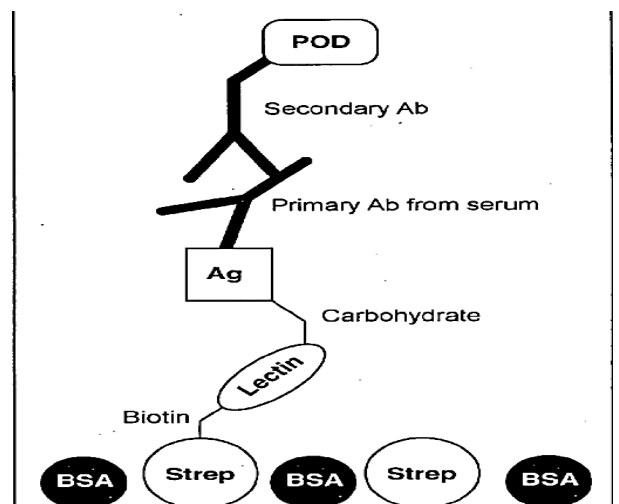 POD
Secondary Ab
Primary Ab from serum
Ag
Carbohydrate
Lectin
Biotin
BSA Strep BSA Strep BSA